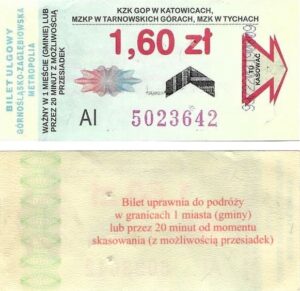 BILET ULGOWY
GÓRNOŚLĄSKO-ZAGŁĘBIOWSKA
METROPOLIA
WAŻNY W 1 MIEŚCIE (GMINIE) LUB
PRZEZ 20 MINUT Z MOŻLIWOŚCIĄ
PRZESIADEK
KZK GOP W KATOWICACH,
MZKP W TARNOWSKICH GÓRACH, MZK W TYCHACH
1,60 zł
TU
KASOWAĆ
AI 5023642
Bilet uprawnia do podróży
w granicach 1 miasta (gminy)
lub przez 20 minut od momentu
skasowania (z możliwością przesiadek)